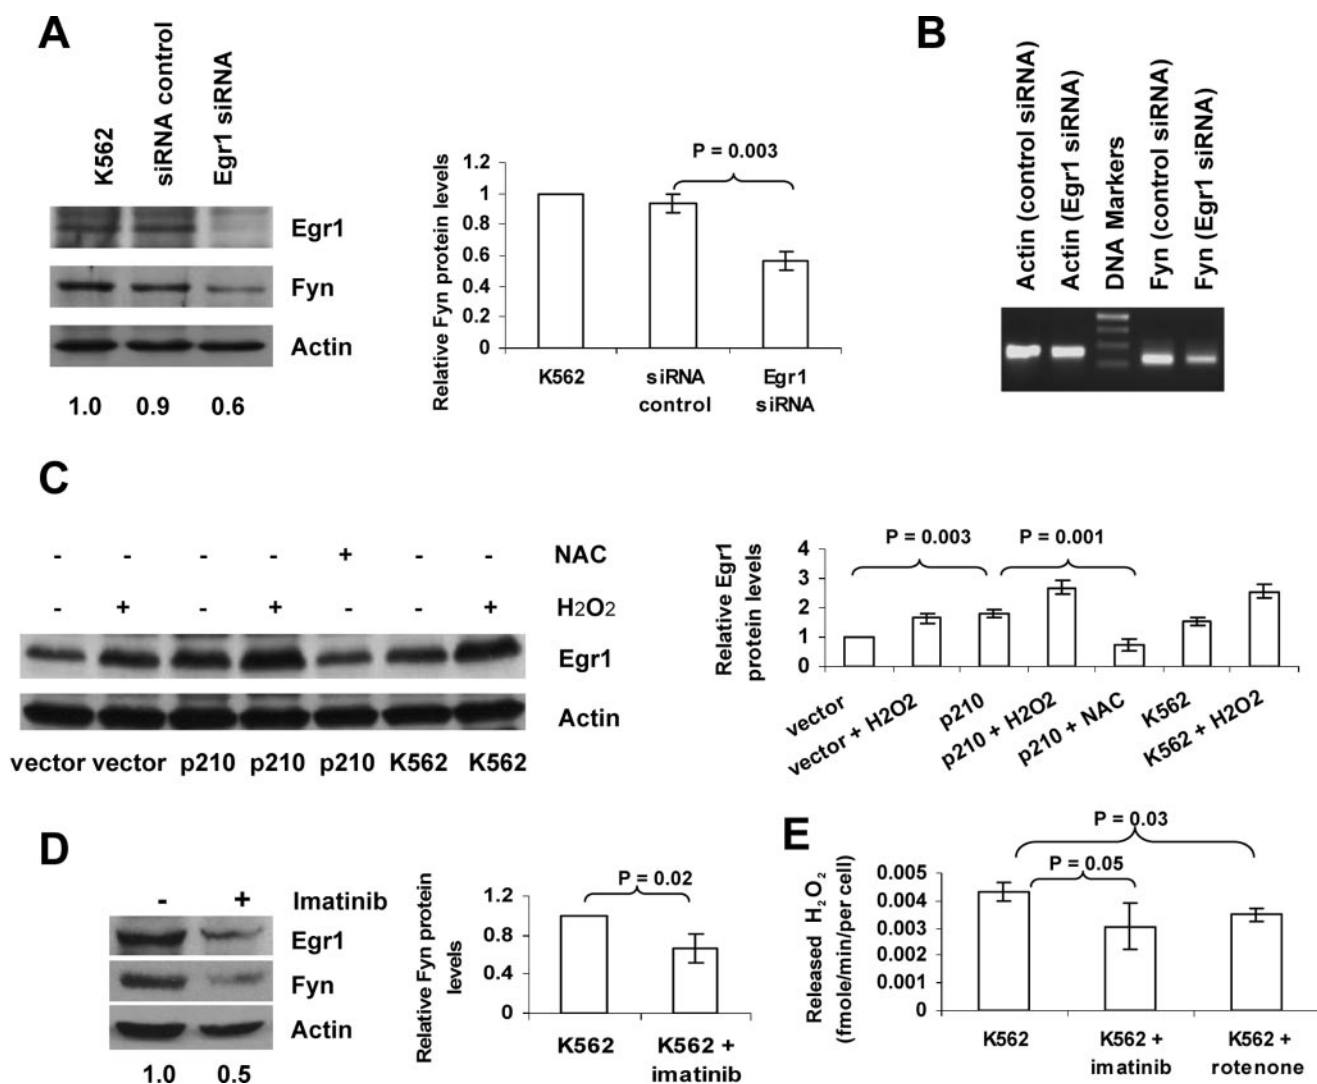 A
K562
siRNA control
Egr1 siRNA
Egr1
Fyn
Actin
1.0 0.9 0.6
P = 0.003
Relative Fyn protein levels
1.2
1
0.8
0.6
0.4
0.2
0
K562
siRNA control
Egr1 siRNA
B
Actin (control siRNA)
Actin (Egr1 siRNA)
DNA Markers
Fyn (control siRNA)
Fyn (Egr1 siRNA)
C
- - - - + - - NAC
- + - + - - + H2O2
Egr1
Actin
vector vector p210 p210 p210 K562 K562
P = 0.003 P = 0.001
Relative Egr1
protein levels
4
3
2
1
0
vector
vector + H2O2
p210
p210 + H2O2
p210 + NAC
K562
K562 + H2O2
D
- + Imatinib
Egr1
Fyn
Actin
1.0 0.5
P = 0.02
Relative Fyn protein
levels
1.2
0.8
0.4
0
K562
K562 +
imatinib
E
P = 0.03
P = 0.05
Released H2O2
(fmole/min/per cell)
0.005
0.004
0.003
0.002
0.001
0
K562
K562 +
imatinib
K562 +
rotenone